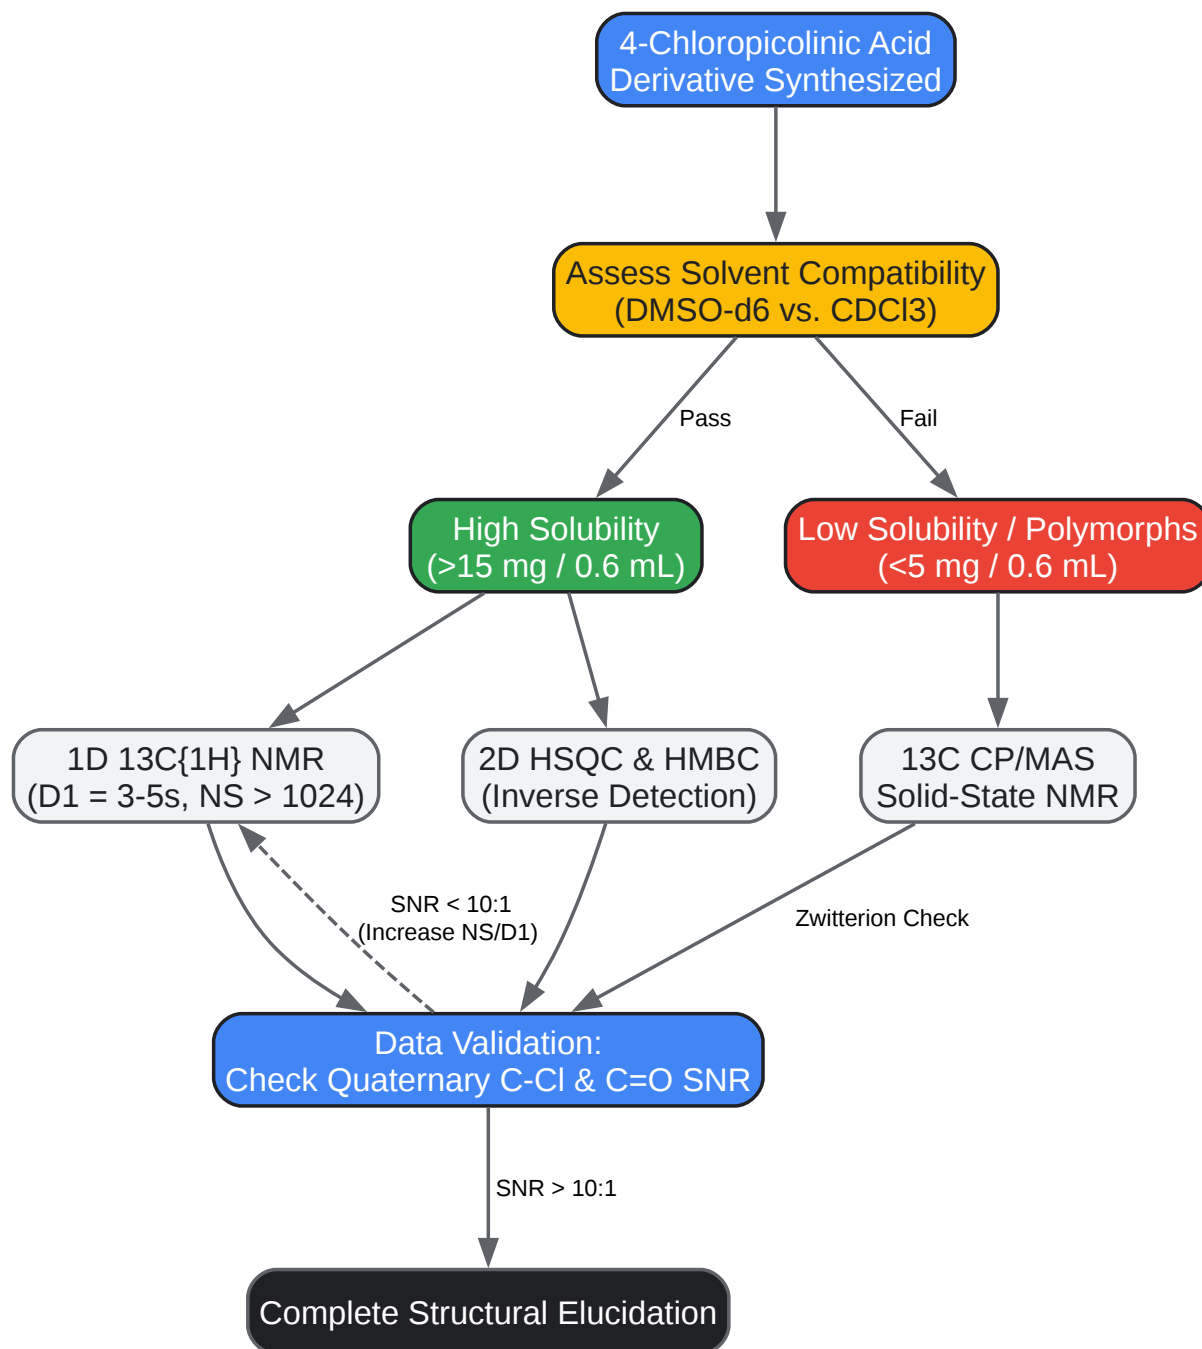 4-Chloropicolinic Acid
Derivative Synthesized
Assess Solvent Compatibility
(DMSO-d6 vs. CDCl3)
Pass
Fail
High Solubility
(>15 mg / 0.6 mL)
Low Solubility / Polymorphs
(<5 mg / 0.6 mL)
1D 13C{1H} NMR
(D1 = 3-5s, NS > 1024)
2D HSQC & HMBC
(Inverse Detection)
13C CP/MAS
Solid-State NMR
SNR < 10:1
(Increase NS/D1)
Zwitterion Check
Data Validation:
Check Quaternary C-Cl & C=O SNR
SNR > 10:1
Complete Structural Elucidation